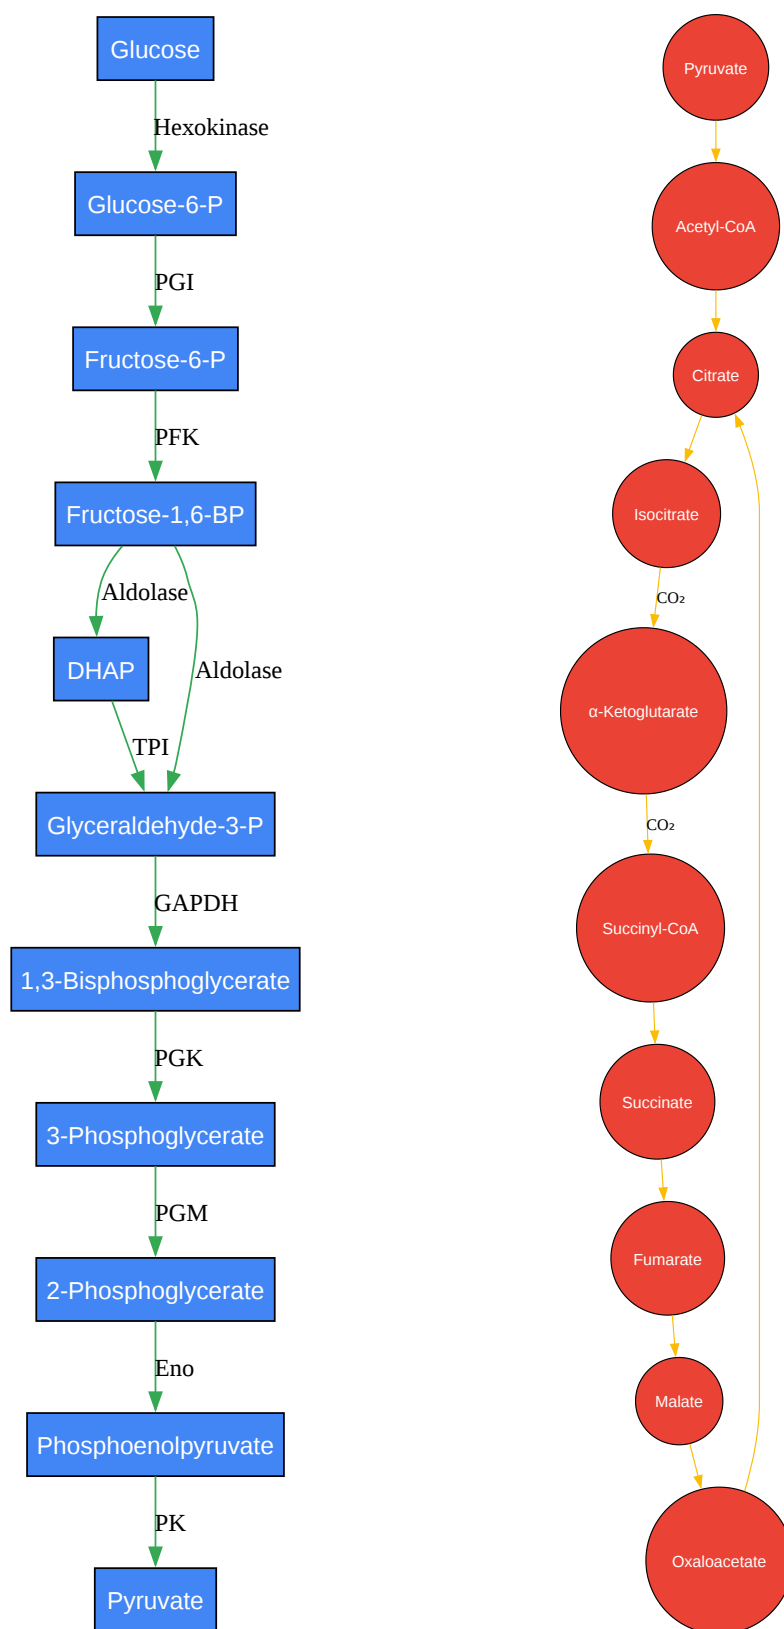 Glucose
Hexokinase
Glucose-6-P
PGI
Fructose-6-P
PFK
Fructose-1,6-BP
Aldolase
DHAP
Aldolase
TPI
Glyceraldehyde-3-P
GAPDH
1,3-Bisphosphoglycerate
PGK
3-Phosphoglycerate
PGM
2-Phosphoglycerate
Eno
Phosphoenolpyruvate
PK
Pyruvate
Pyruvate
Acetyl-CoA
Citrate
Isocitrate
CO₂
α-Ketoglutarate
CO₂
Succinyl-CoA
Succinate
Fumarate
Malate
Oxaloacetate